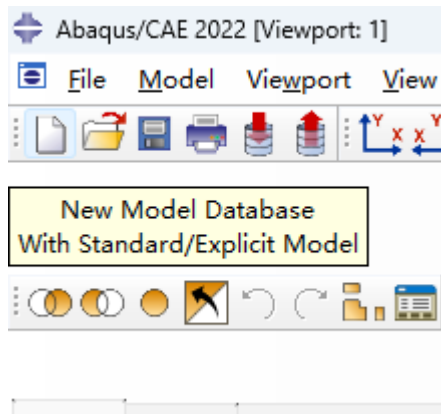 Abaqus/CAE 2022 [Viewport: 1]
File Model Viewport View
Y X X Y
New Model Database
With Standard/Explicit Model